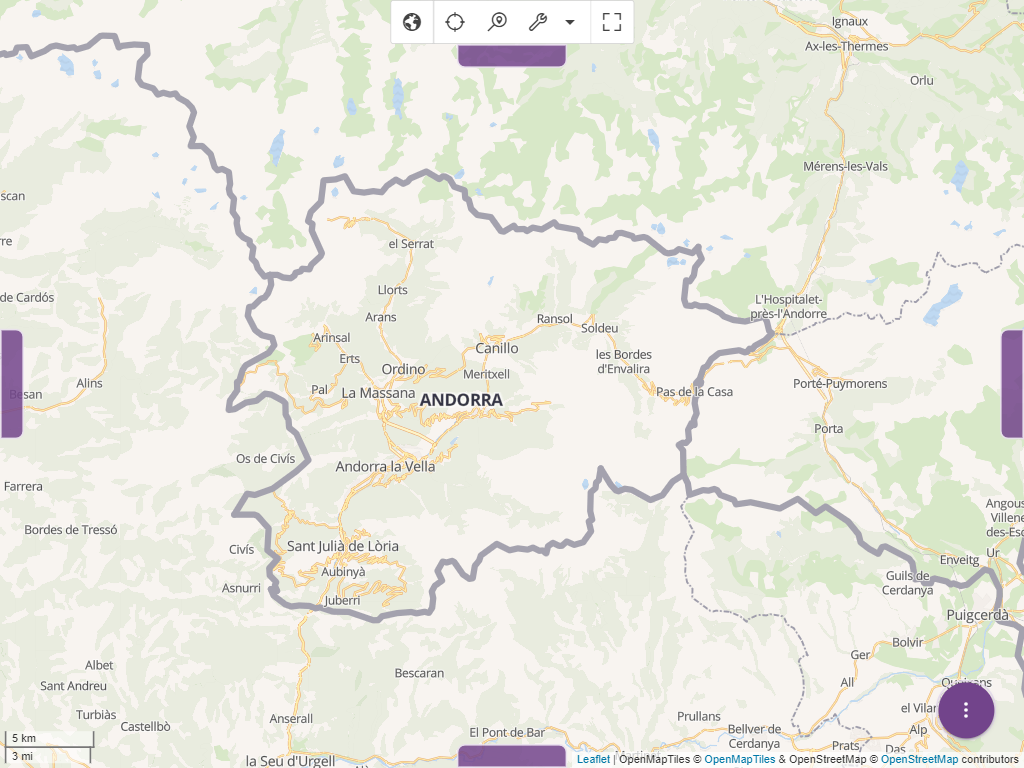 Ignaux
Ax-les-Thermes
Orlu
Mérens-les-Vals
scan
rre
el Serrat
de Cardós
Llorts
L'Hospitalet-
près-l'Andorre
Arans
Ransol
Soldeu
Arinsal
Canillo
Erts
les Bordes
d'Envalira
Ordino
Meritxell
Alins
Besan
Pal
La Massana
ANDORRA
Pas de la Casa
Porté-Puymorens
Porta
Os de Civís
Andorra la Vella
Farrera
Bordes de Tressó
Angous
Villene
des-Esc
Civís
Sant Julià de Lòria
Ur
Enveitg
Asnurri
Aubinyà
Guils de
Cerdanya
Juberri
Puigcerdà
Bolvir
Ger
Albet
Bescaran
Sant Andreu
All
Turbiàs
Castellbò
Anserall
Prullans
el Vilar
El Pont de Bar
Bellver de
Cerdanya
Alp
Prats
Das
la Seu d'Urgell
5 km
3 mi
Leaflet | OpenMapTiles © OpenMapTiles & OpenStreetMap © OpenStreetMap contributors